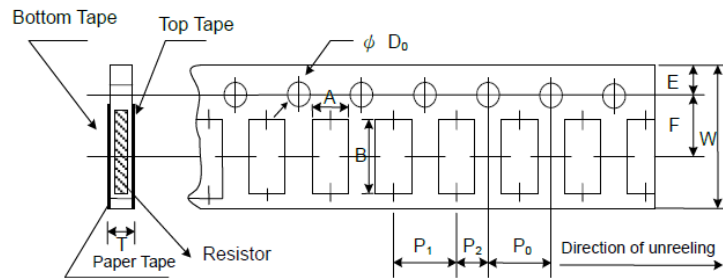 Bottom Tape
Top Tape
ϕ D₀
E
A
F
W
B
T
Resistor
Paper Tape
P₁
P₂
P₀
Direction of unreeling